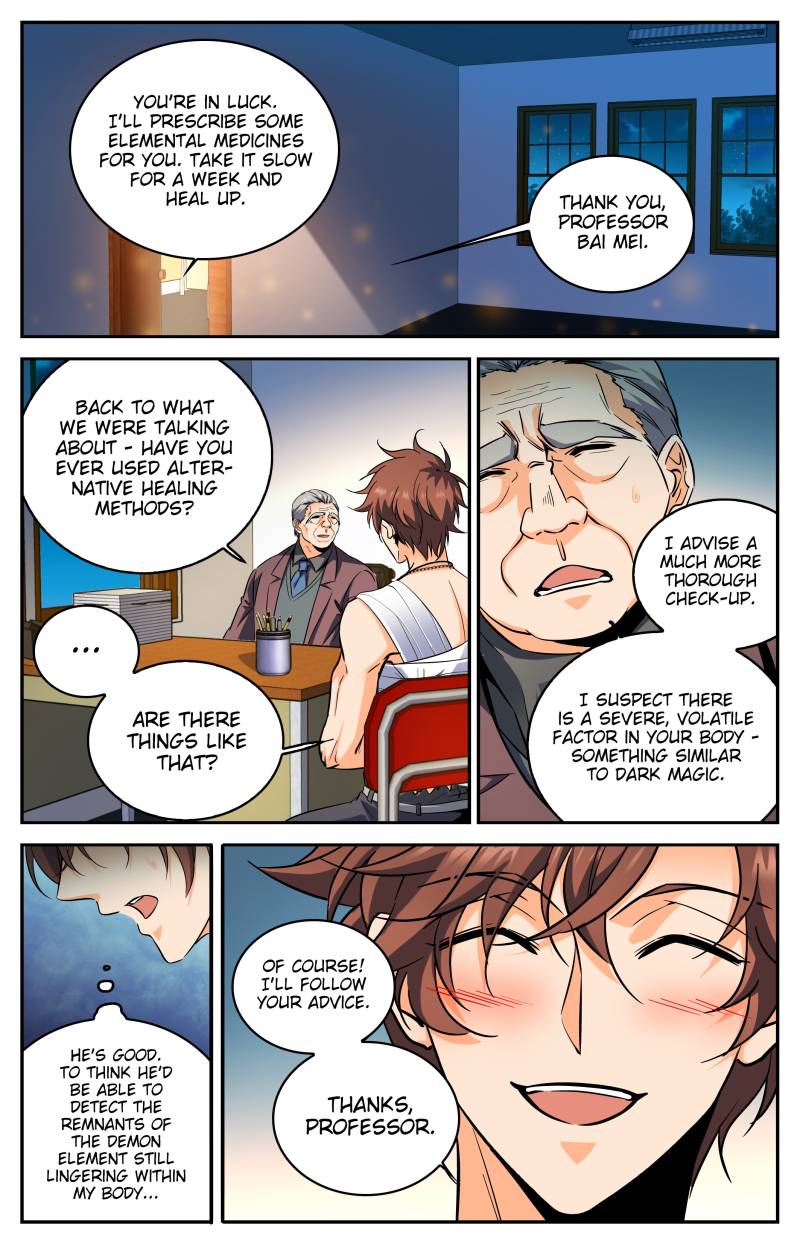 YOU'RE IN LUCK.
I'LL PRESCRIBE SOME
ELEMENTAL MEDICINES
FOR YOU. TAKE IT SLOW
FOR A WEEK AND
HEAL UP.
THANK YOU,
PROFESSOR
BAI MEI.
BACK TO WHAT
WE WERE TALKING
ABOUT - HAVE YOU
EVER USED ALTER-
NATIVE HEALING
METHODS?
...
ARE THERE
THINGS LIKE
THAT?
I ADVISE A
MUCH MORE
THOROUGH
CHECK-UP.
I SUSPECT THERE
IS A SEVERE, VOLATILE
FACTOR IN YOUR BODY -
SOMETHING SIMILAR
TO DARK MAGIC.
HE'S GOOD.
TO THINK HE'D
BE ABLE TO
DETECT THE
REMNANTS OF
THE DEMON
ELEMENT STILL
LINGERING WITHIN
MY BODY...
OF COURSE!
I'LL FOLLOW
YOUR ADVICE.
THANKS,
PROFESSOR.